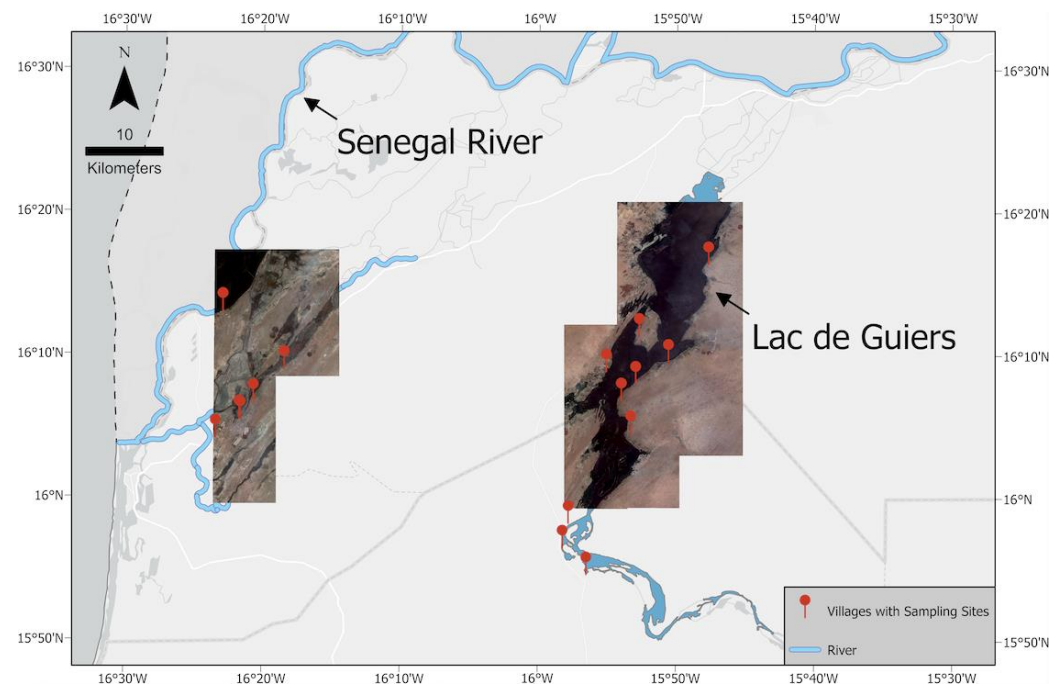 16°30'W 16°20'W 16°10'W 16°W 15°50'W 15°40'W 15°30'W
16°30'N 16°30'N
N
10
Kilometers
Senegal River
16°20'N 16°20'N
Lac de Guiers
16°10'N 16°10'N
16°N 16°N
Villages with Sampling Sites
River
15°50'N 15°50'N
16°30'W 16°20'W 16°10'W 16°W 15°50'W 15°40'W 15°30'W